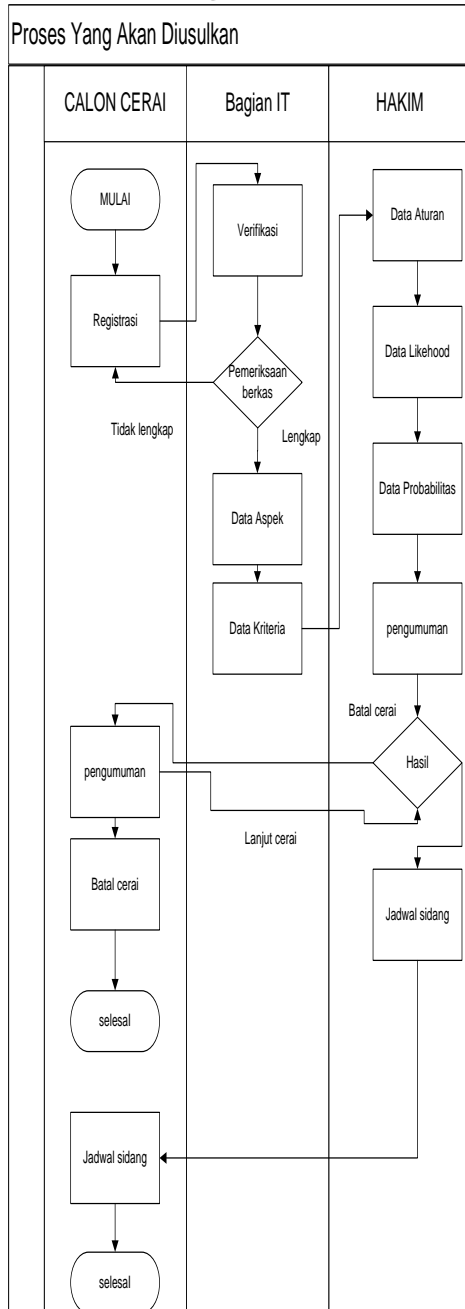 Proses Yang Akan Diusulkan
CALON CERAI
Bagian IT
HAKIM
MULAI
Verifikasi
Data Aturan
Registrasi
Pemeriksaan
berkas
Data Likehood
Tidak lengkap
Lengkap
Data Aspek
Data Probabilitas
Data Kriteria
pengumuman
Batal cerai
Hasil
pengumuman
Lanjut cerai
Batal cerai
Jadwal sidang
selesaI
Jadwal sidang
selesaI